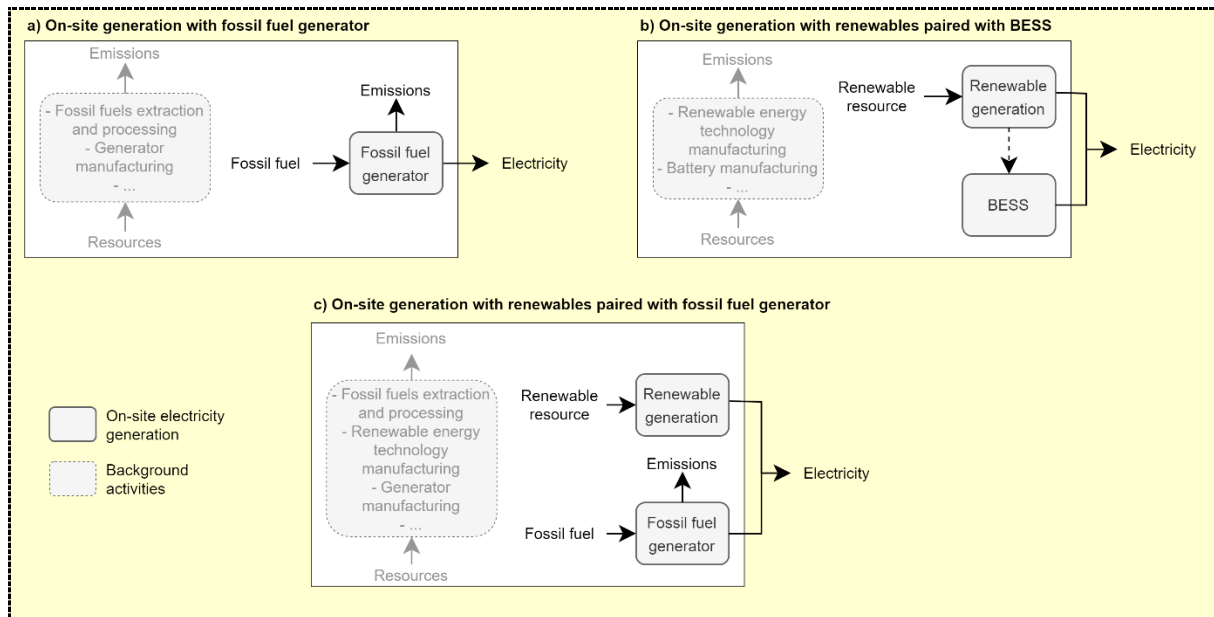 a) On-site generation with fossil fuel generator
Emissions
- Fossil fuels extraction
and processing
- Generator
manufacturing
- ...
Resources
Emissions
Fossil fuel
Fossil fuel
generator
Electricity
b) On-site generation with renewables paired with BESS
Emissions
- Renewable energy
technology
manufacturing
- Battery manufacturing
- ...
Resources
Renewable
resource
Renewable
generation
BESS
Electricity
c) On-site generation with renewables paired with fossil fuel generator
Emissions
- Fossil fuels extraction
and processing
- Renewable energy
technology
manufacturing
- Generator
manufacturing
- ...
Resources
Renewable
resource
Renewable
generation
Emissions
Fossil fuel
Fossil fuel
generator
Electricity
On-site electricity
generation
Background
activities